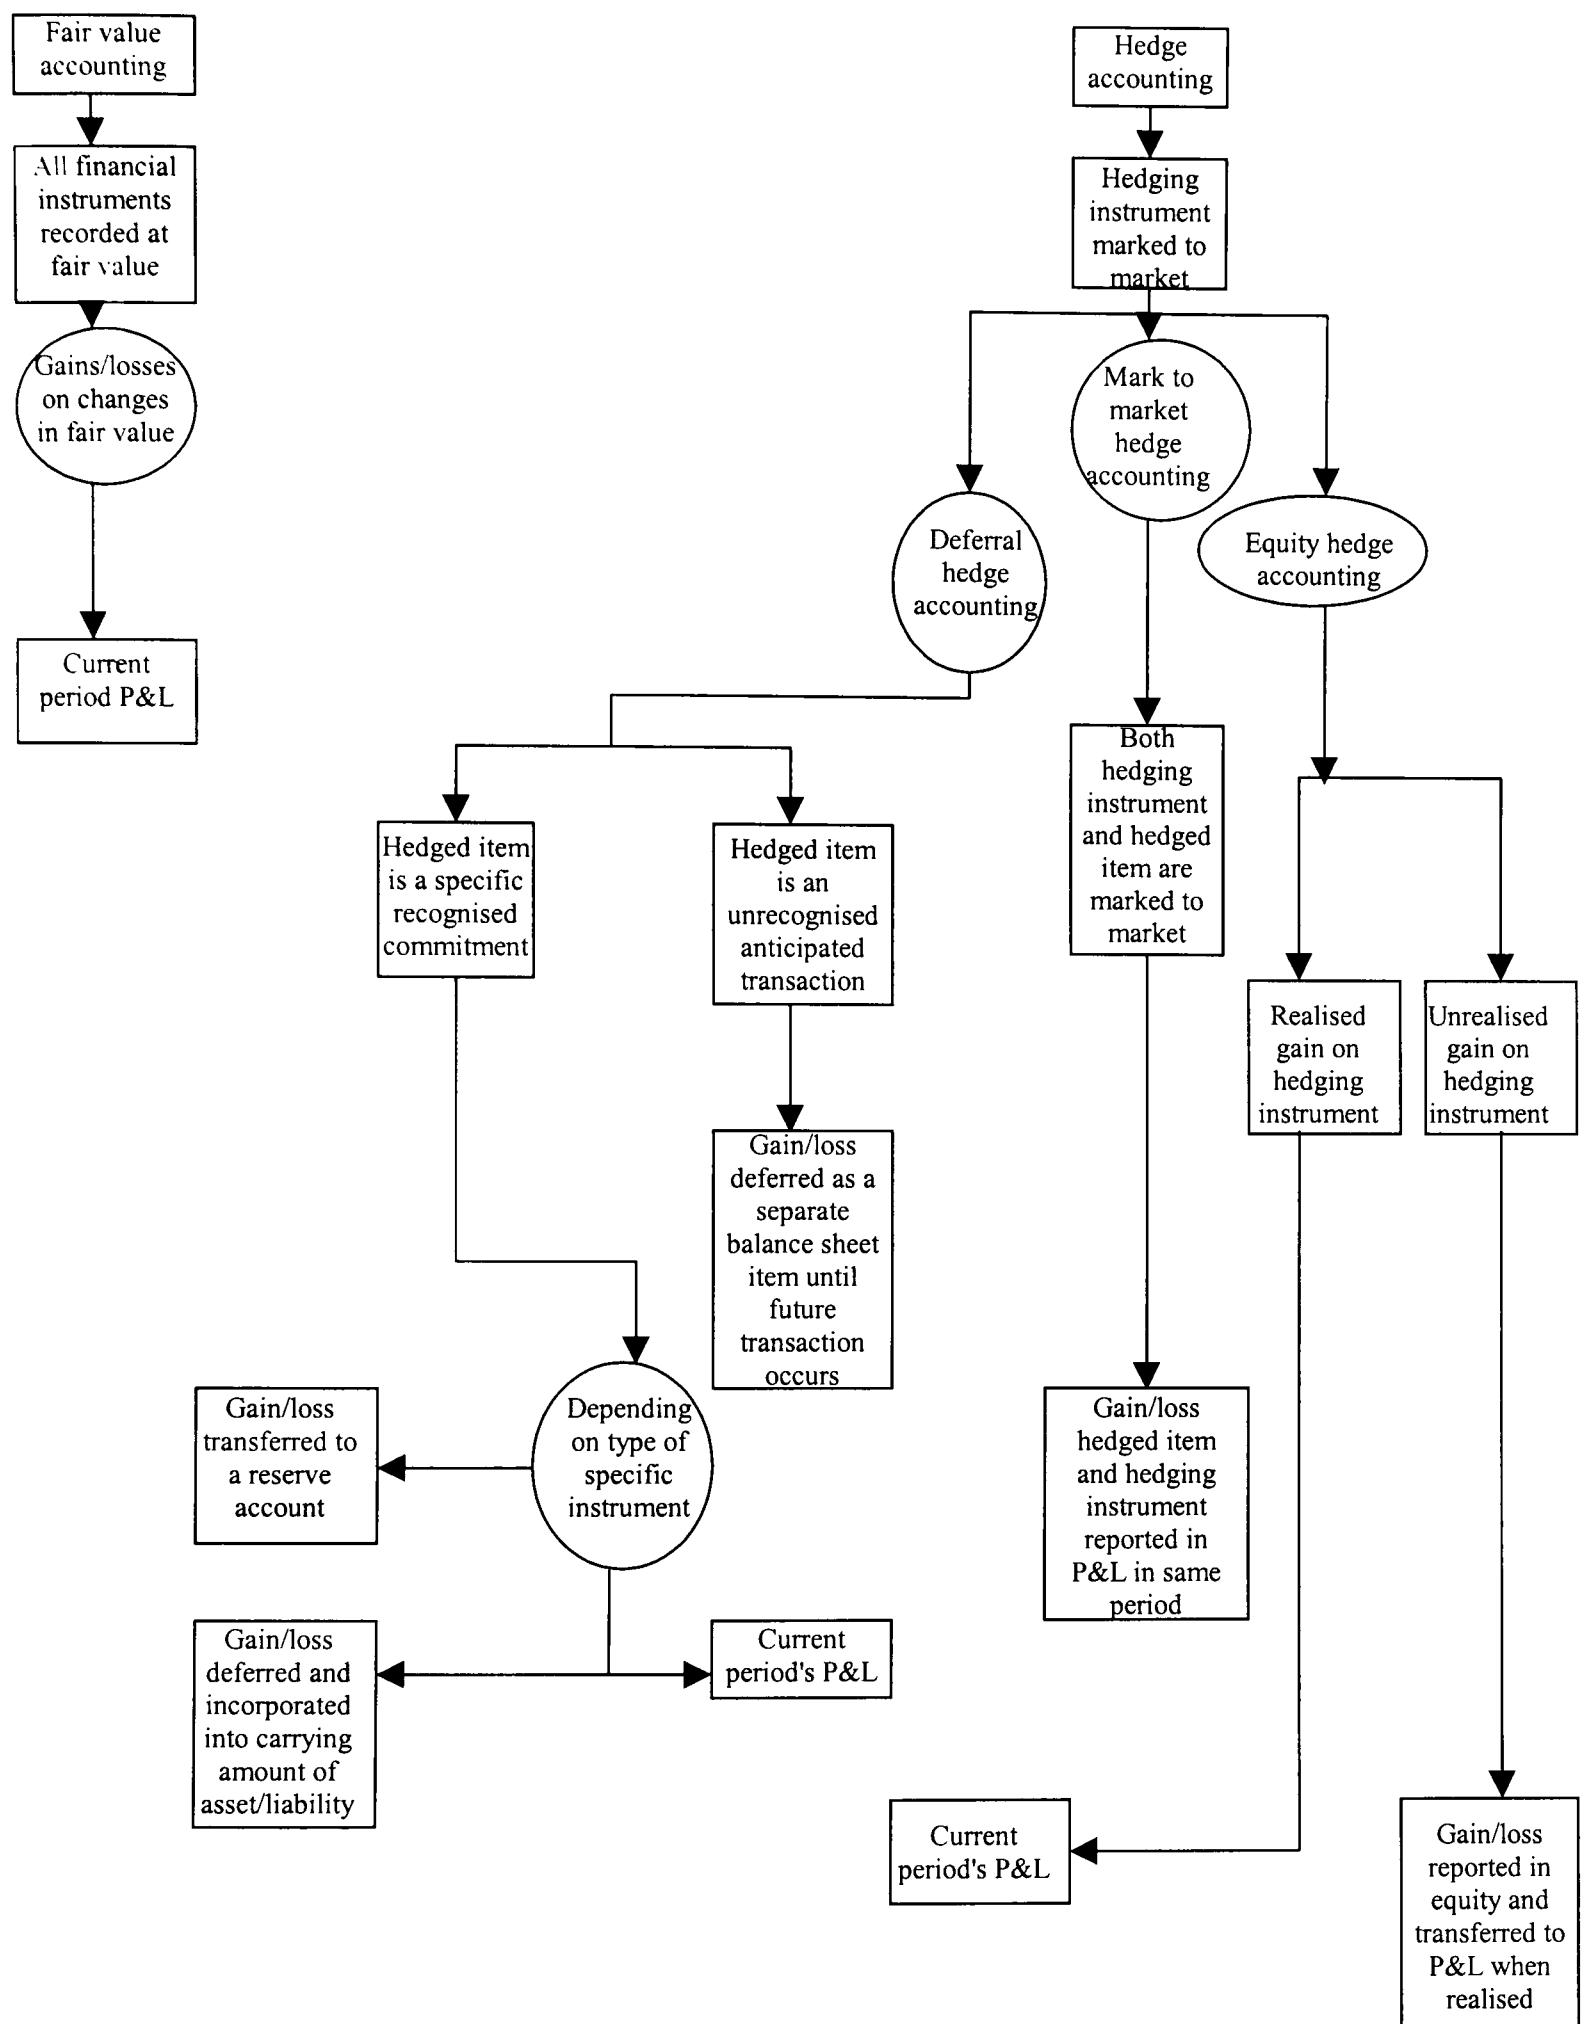 Fair value
accounting
All financial
instruments
recorded at
fair value
Gains/losses
on changes
in fair value
Current
period P&L
Hedge
accounting
Hedging
instrument
marked to
market
Mark to
market
hedge
accounting
Deferral
hedge
accounting
Equity hedge
accounting
Hedged item
is a specific
recognised
commitment
Hedged item
is an
unrecognised
anticipated
transaction
Both
hedging
instrument
and hedged
item are
marked to
market
Realised
gain on
hedging
instrument
Unrealised
gain on
hedging
instrument
Gain/loss
deferred as a
separate
balance sheet
item until
future
transaction
occurs
Depending
on type of
specific
instrument
Gain/loss
transferred to
a reserve
account
Gain/loss
hedged item
and hedging
instrument
reported in
P&L in same
period
Gain/loss
deferred and
incorporated
into carrying
amount of
asset/liability
Current
period's P&L
Current
period's P&L
Gain/loss
reported in
equity and
transferred to
P&L when
realised